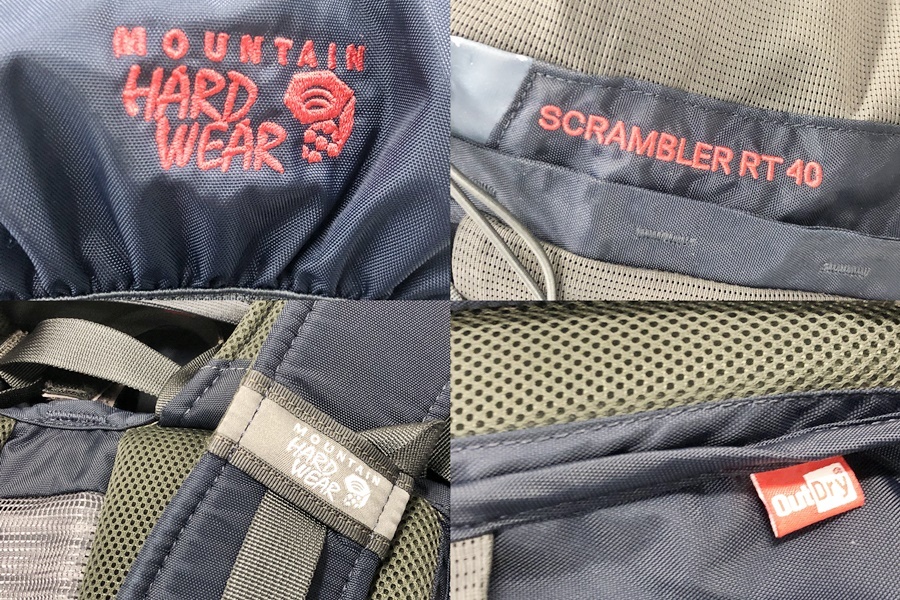 MOUNTAIN
HARD
WEAR
SCRAMBLER RT 40
MOUNTAIN
HARD
WEAR
OutDry